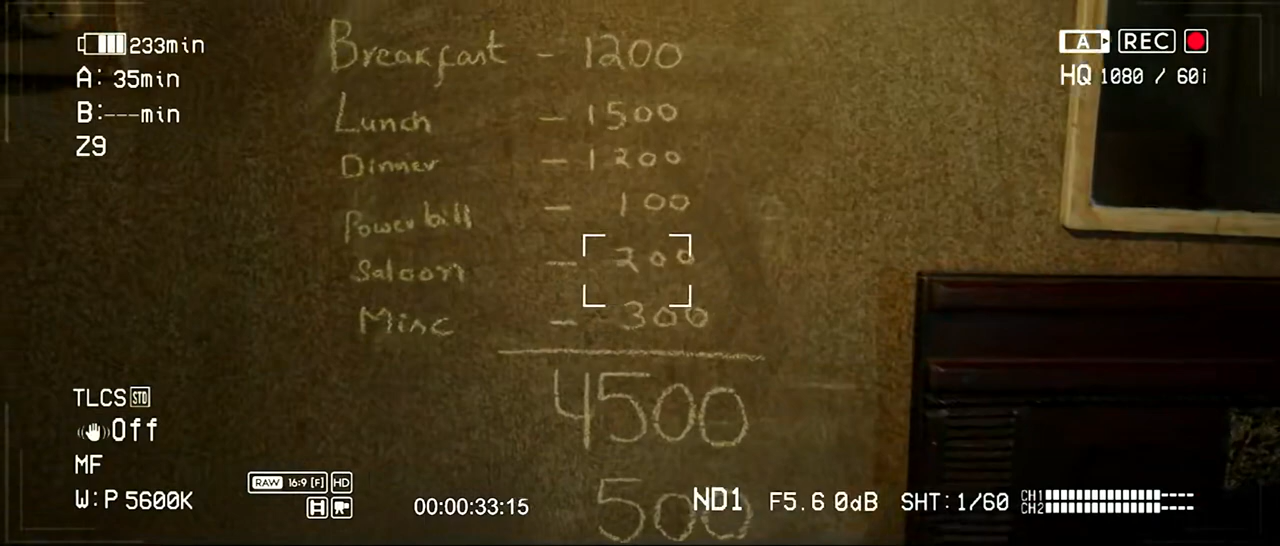 233min
A: 35min
B:---min
Z9
A REC
HQ 1080 / 60i
Breakfast - 1200
Lunch - 1500
Dinner - 1200
Power bill - 100
Saloon - 200
Misc - 300
4500
500
TLCS STD
Off
MF
W:P 5600K
RAW 16:9 [F] HD
00:00:33:15
ND1 F5.6 0dB SHT:1/60
CH1
CH2